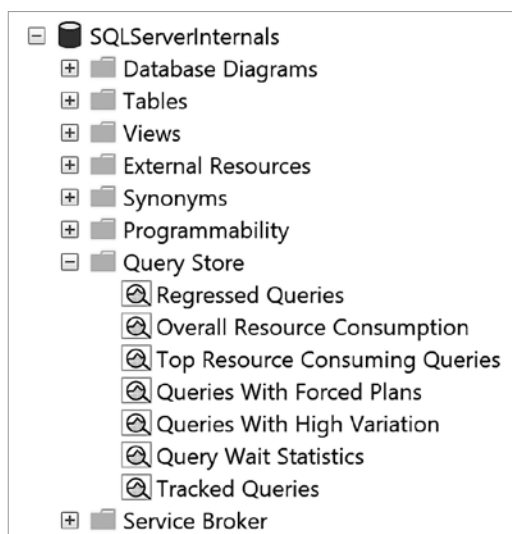 SQLServerInternals
Database Diagrams
Tables
Views
External Resources
Synonyms
Programmability
Query Store
Regressed Queries
Overall Resource Consumption
Top Resource Consuming Queries
Queries With Forced Plans
Queries With High Variation
Query Wait Statistics
Tracked Queries
Service Broker